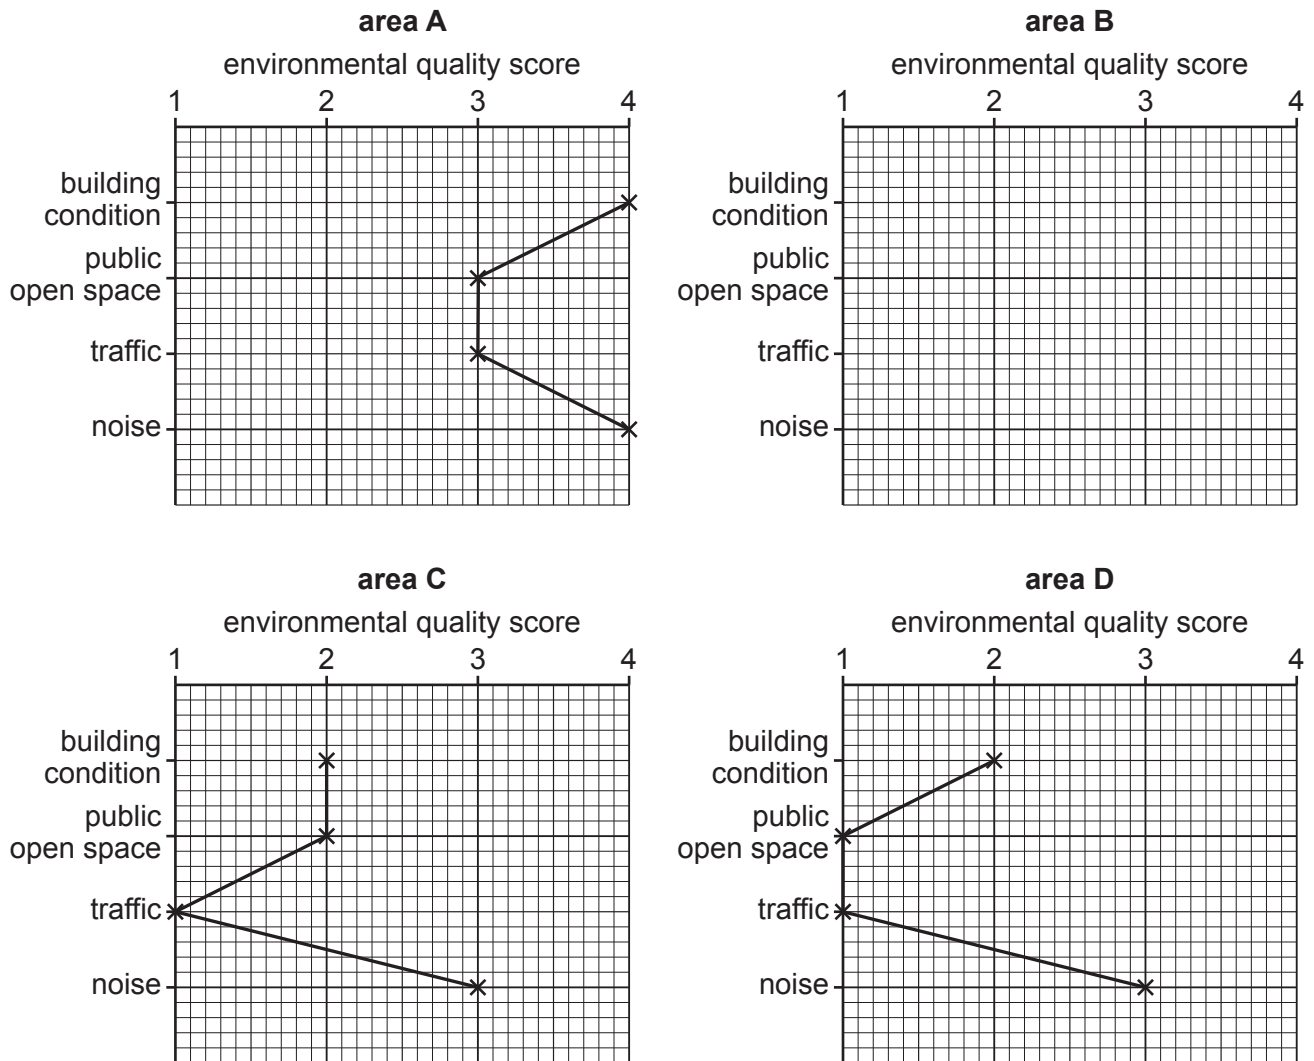 area A
environmental quality score
1 2 3 4
building
condition
public
open space
traffic
noise
area B
environmental quality score
1 2 3 4
building
condition
public
open space
traffic
noise
area C
environmental quality score
1 2 3 4
building
condition
public
open space
traffic
noise
area D
environmental quality score
1 2 3 4
building
condition
public
open space
traffic
noise